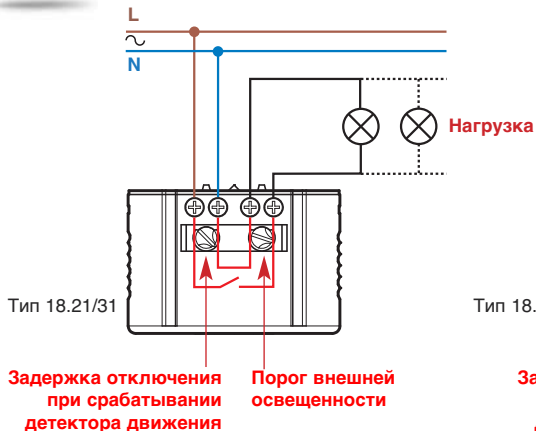 L
N
Нагрузка
Тип 18.21/31
Тип 18.
Задержка отключения
при срабатывании
детектора движения
Порог внешней
освещенности
За